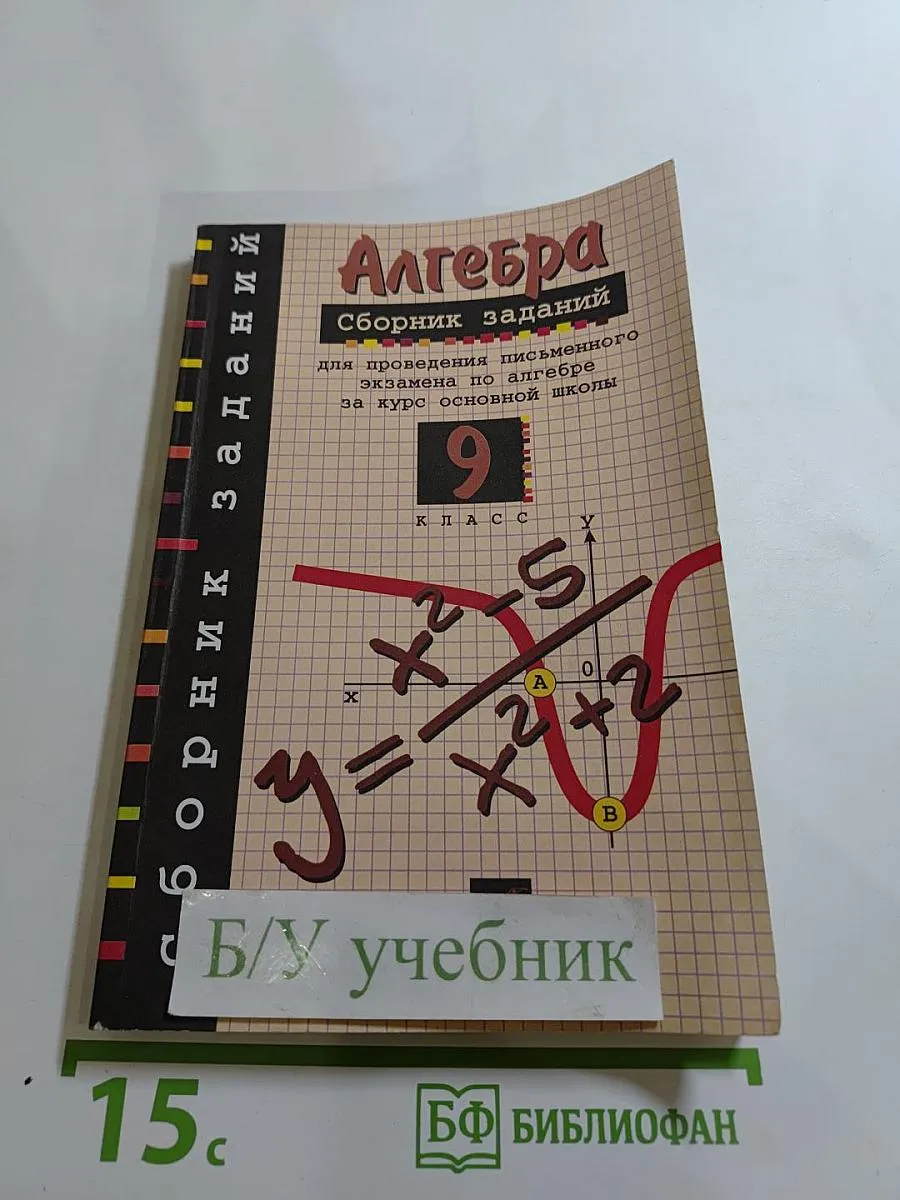 Алгебра
Сборник заданий
для проведения письменного
экзамена по алгебре
за курс основной школы
9
КЛАСС
сборник заданий
y
x
0
A
B
y = x² - 5 / x² + 2
Б/У учебник
15 с
БФ БИБЛИОФАН